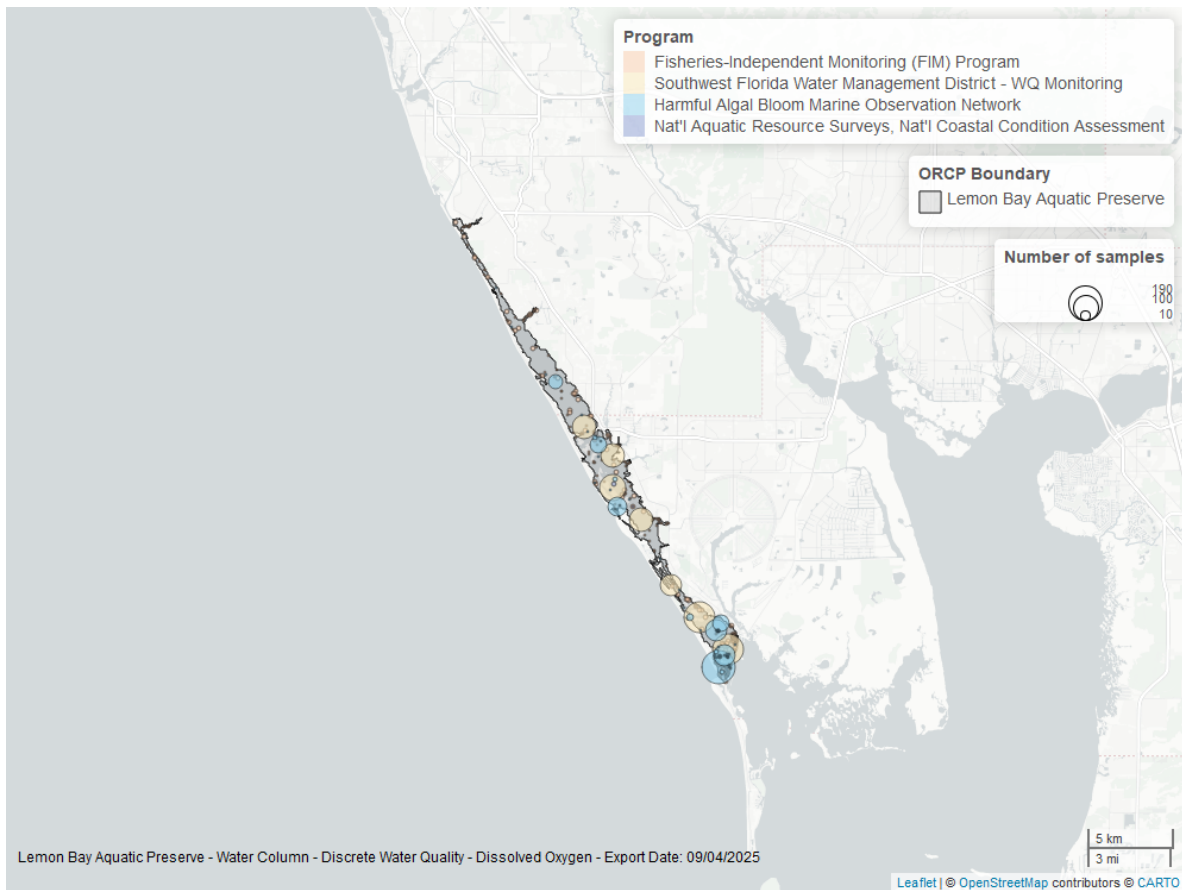 Program
Fisheries-Independent Monitoring (FIM) Program
Southwest Florida Water Management District - WQ Monitoring
Harmful Algal Bloom Marine Observation Network
Nat'l Aquatic Resource Surveys, Nat'l Coastal Condition Assessment
ORCP Boundary
Lemon Bay Aquatic Preserve
Number of samples
190
100
10
5 km
3 mi
Lemon Bay Aquatic Preserve - Water Column - Discrete Water Quality - Dissolved Oxygen - Export Date: 09/04/2025
Leaflet | © OpenStreetMap contributors © CARTO